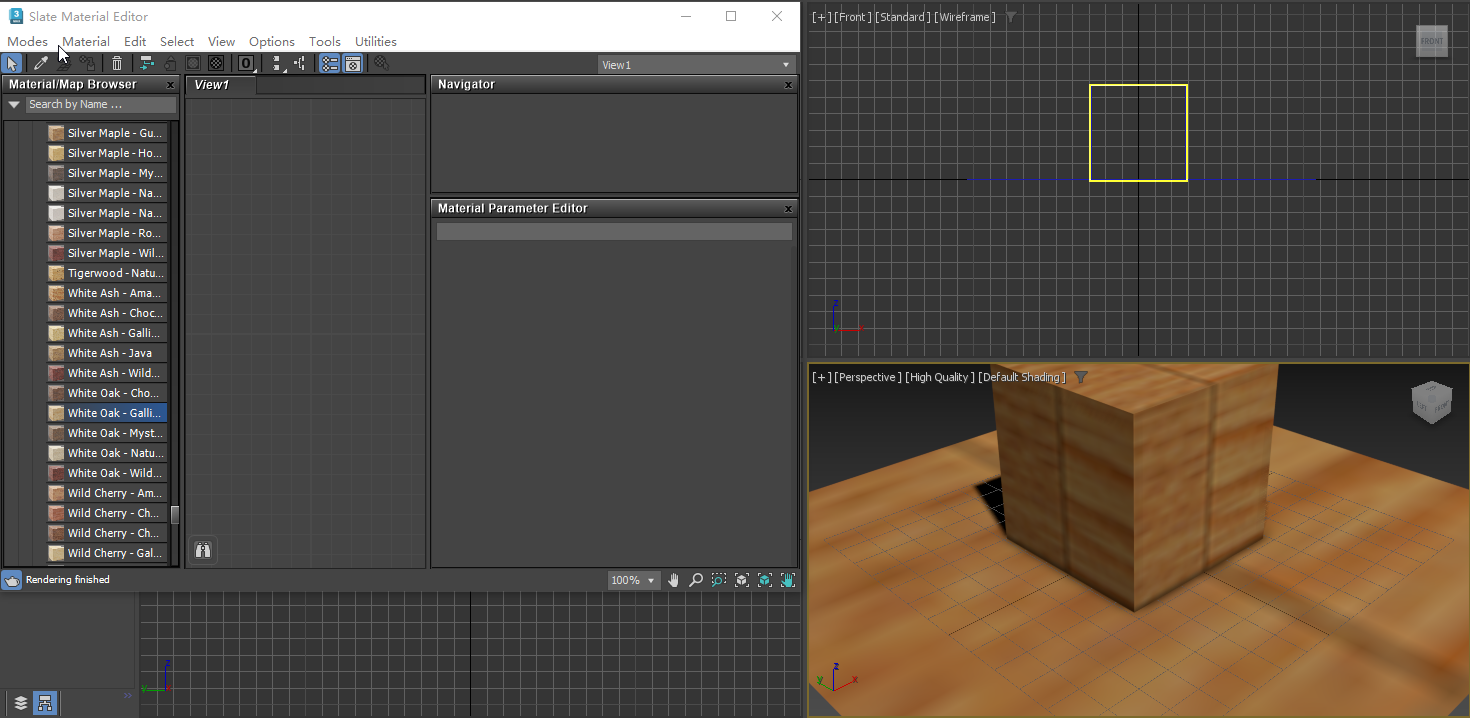 Slate Material Editor
Modes Material Edit Select View Options Tools Utilities
View1
Material/Map Browser
Search by Name ...
Silver Maple - Gu...
Silver Maple - Ho...
Silver Maple - My...
Silver Maple - Na...
Silver Maple - Na...
Silver Maple - Ro...
Silver Maple - Wil...
Tigerwood - Natu...
White Ash - Ama...
White Ash - Choc...
White Ash - Galli...
White Ash - Java
White Ash - Wild...
White Oak - Cho...
White Oak - Galli...
White Oak - Myst...
White Oak - Natu...
White Oak - Wild...
Wild Cherry - Am...
Wild Cherry - Ch...
Wild Cherry - Ch...
Wild Cherry - Gal...
View1
Navigator
Material Parameter Editor
Rendering finished
100%
z
y
[+] [Front ] [Standard ] [Wireframe ]
FRONT
z
x
[+] [Perspective ] [High Quality ] [Default Shading ]
z
y
x